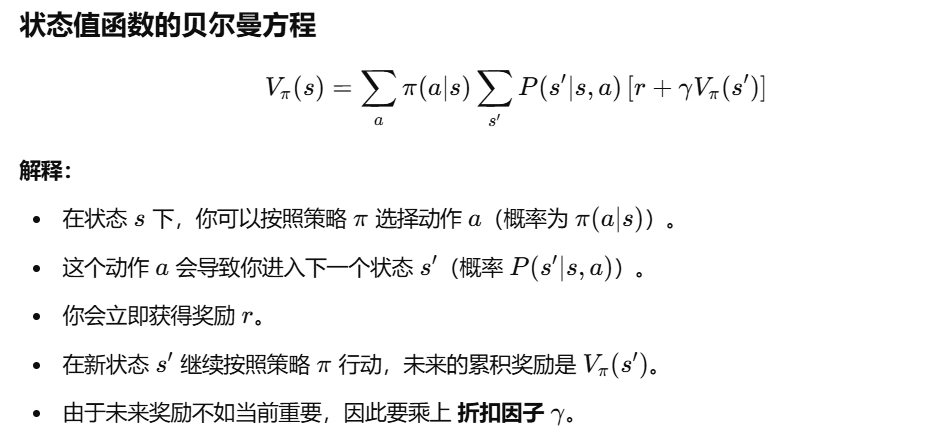 状态值函数的贝尔曼方程
$$V_\pi(s) = \sum_a \pi(a|s) \sum_{s'} P(s'|s,a)\,[r + \gamma V_\pi(s')]$$
解释：
• 在状态 $s$ 下，你可以按照策略 $\pi$ 选择动作 $a$（概率为 $\pi(a|s)$）。
• 这个动作 $a$ 会导致你进入下一个状态 $s'$（概率 $P(s'|s,a)$）。
• 你会立即获得奖励 $r$。
• 在新状态 $s'$ 继续按照策略 $\pi$ 行动，未来的累积奖励是 $V_\pi(s')$。
• 由于未来奖励不如当前重要，因此要乘上 折扣因子 $\gamma$。